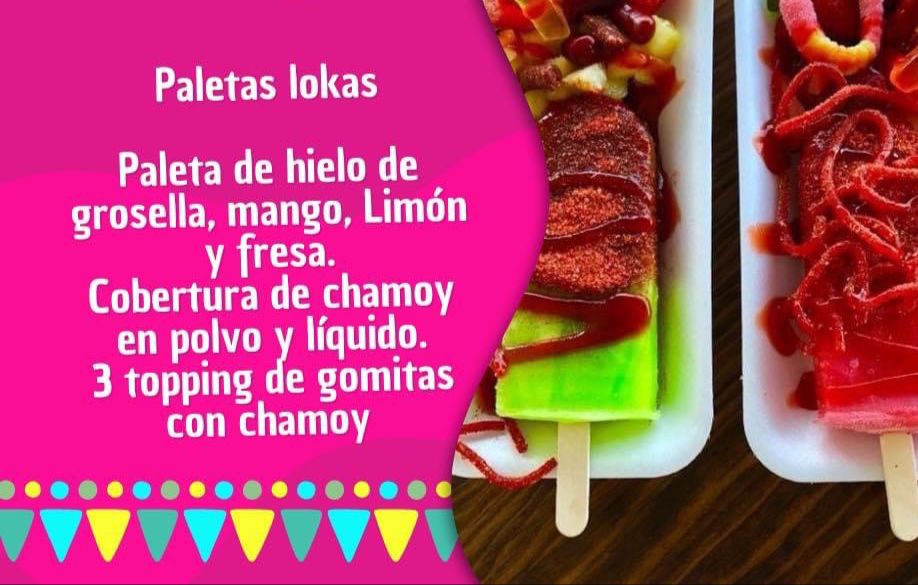 Paletas lokas
Paleta de hielo de
grosella, mango, Limón
y fresa.
Cobertura de chamoy
en polvo y líquido.
3 topping de gomitas
con chamoy